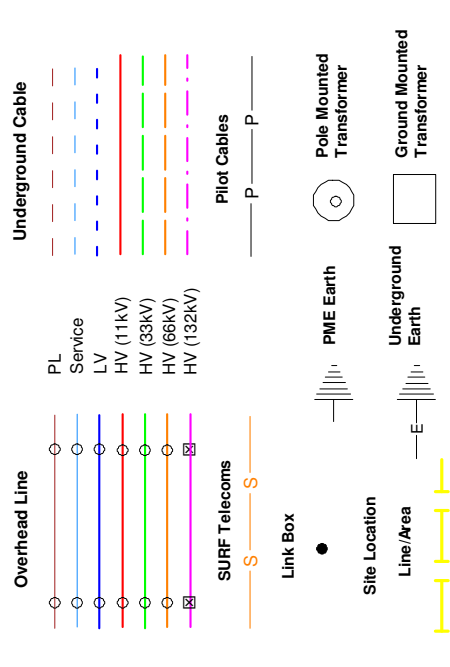 Overhead Line
Underground Cable
PL
Service
LV
HV (11kV)
HV (33kV)
HV (66kV)
HV (132kV)
SURF Telecoms
S S
Pilot Cables
P P
Link Box
PME Earth
Pole Mounted
Transformer
Site Location
Line/Area
Underground
Earth
E
Ground Mounted
Transformer